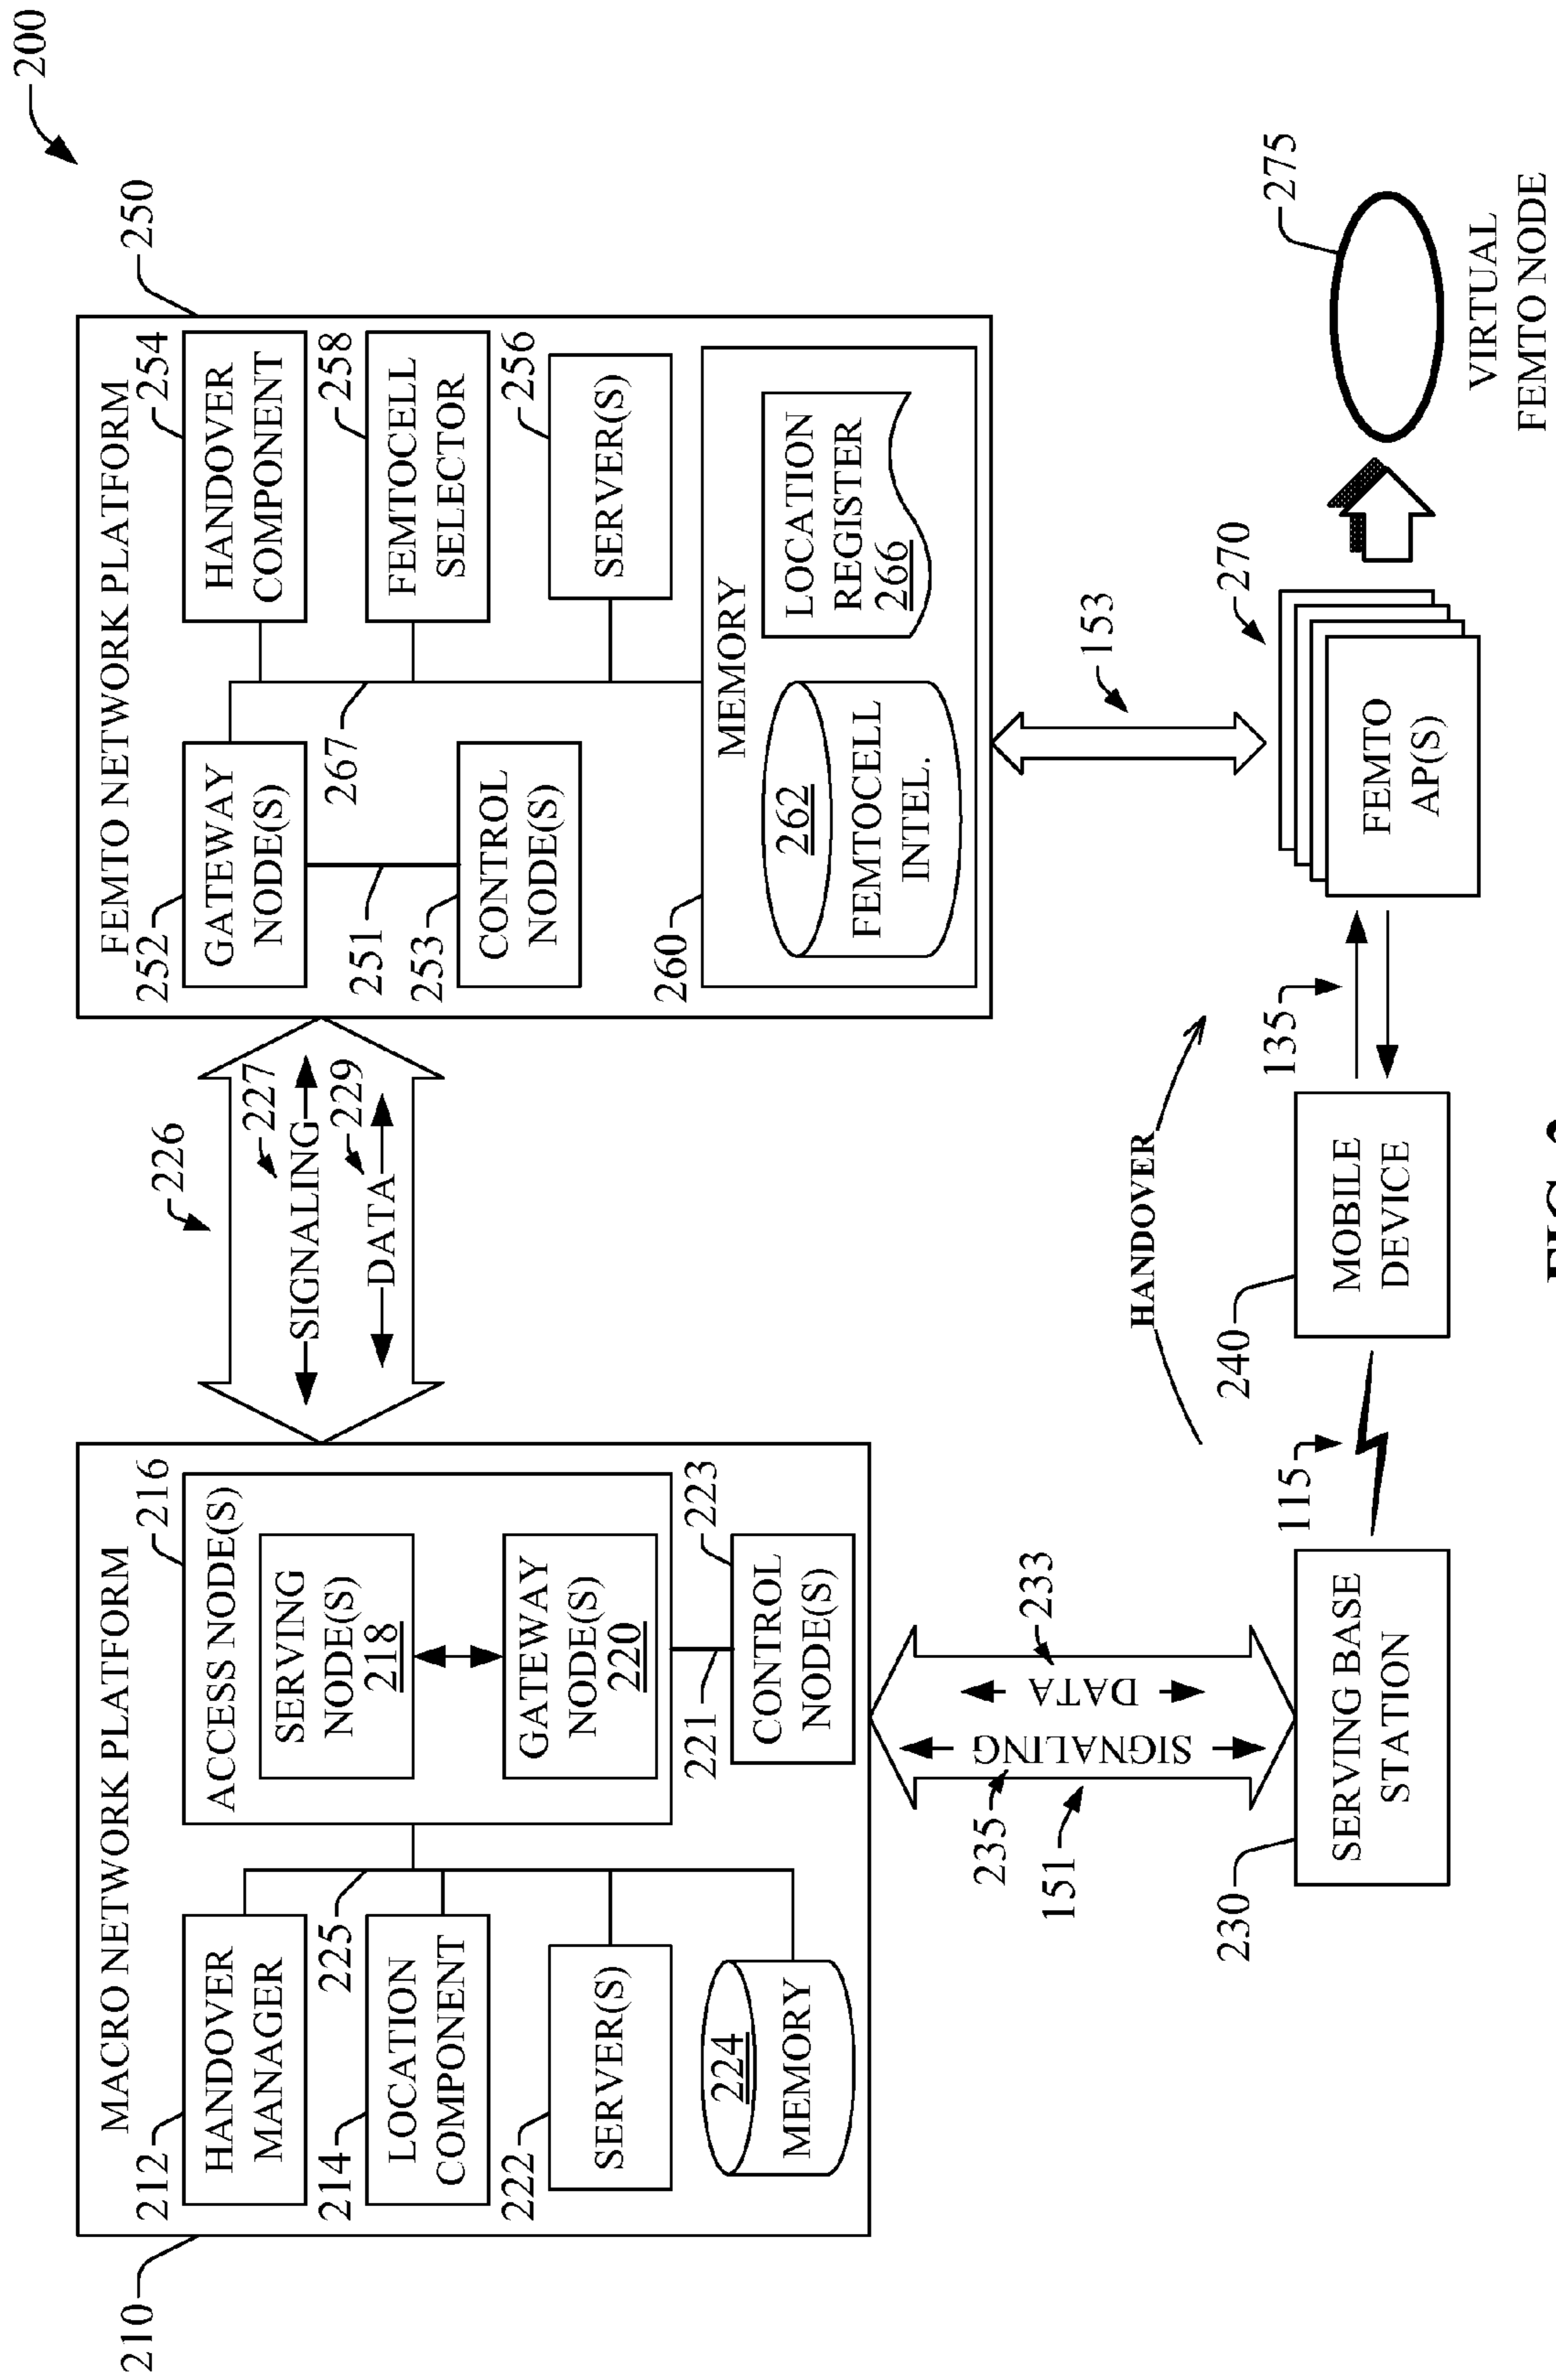 200
210
MACRO NETWORK PLATFORM
212
HANDOVER
MANAGER
214
LOCATION
COMPONENT
222
SERVER(S)
224
MEMORY
225
216
ACCESS NODE(S)
SERVING
NODE(S)
218
GATEWAY
NODE(S)
220
221
223
CONTROL
NODE(S)
226
227
SIGNALING
229
DATA
250
FEMTO NETWORK PLATFORM
252
GATEWAY
NODE(S)
251
253
CONTROL
NODE(S)
267
254
HANDOVER
COMPONENT
258
FEMTOCELL
SELECTOR
256
SERVER(S)
260
MEMORY
262
FEMTOCELL
INTEL.
LOCATION
REGISTER
266
235
151
SIGNALING
DATA
233
HANDOVER
153
230
SERVING BASE
STATION
115
240
MOBILE
DEVICE
135
270
FEMTO
AP(S)
275
VIRTUAL
FEMTO NODE